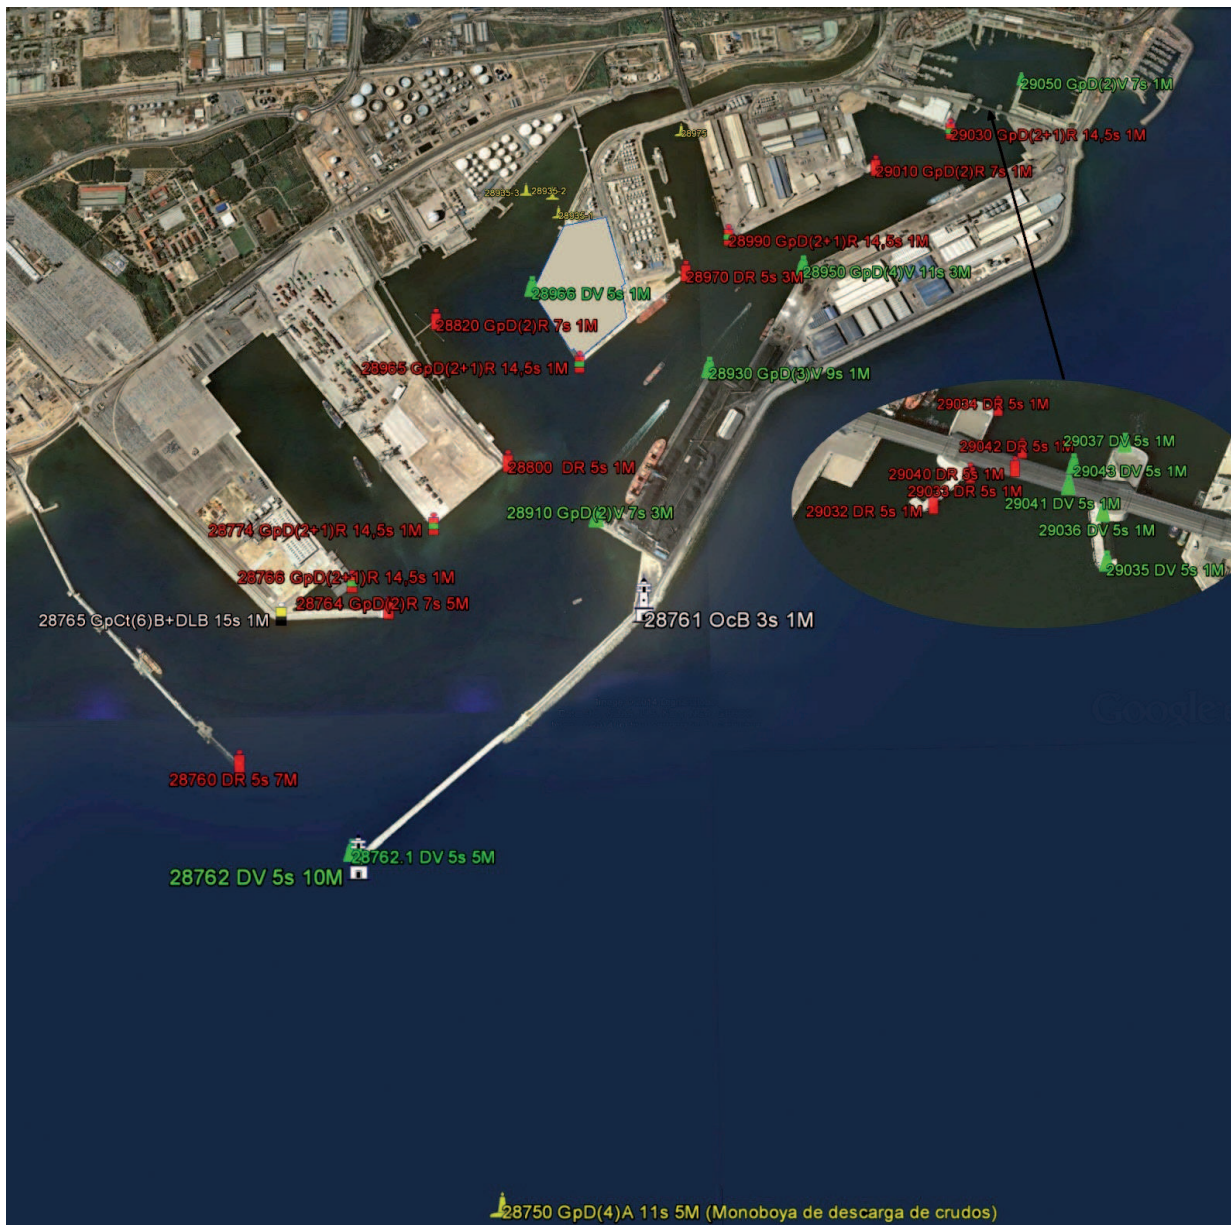 29050 GpD(2)V 7s 1M
28975
29030 GpD(2+1)R 14,5s 1M
29010 GpD(2)R 7s 1M
28935-3
28935-2
28935-1
28990 GpD(2+1)R 14,5s 1M
28970 DR 5s 3M
28950 GpD(4)V 11s 3M
28966 DV 5s 1M
28820 GpD(2)R 7s 1M
28965 GpD(2+1)R 14,5s 1M
28930 GpD(3)V 9s 1M
29034 DR 5s 1M
29042 DR 5s 1M
29037 DV 5s 1M
29040 DR 5s 1M
29043 DV 5s 1M
29033 DR 5s 1M
29041 DV 5s 1M
29032 DR 5s 1M
29036 DV 5s 1M
29035 DV 5s 1M
28800 DR 5s 1M
28910 GpD(2)V 7s 3M
28774 GpD(2+1)R 14,5s 1M
28766 GpD(2+1)R 14,5s 1M
28764 GpD(2)R 7s 5M
28765 GpCt(6)B+DLB 15s 1M
28761 OcB 3s 1M
Google
28760 DR 5s 7M
28762.1 DV 5s 5M
28762 DV 5s 10M
28750 GpD(4)A 11s 5M (Monoboya de descarga de crudos)